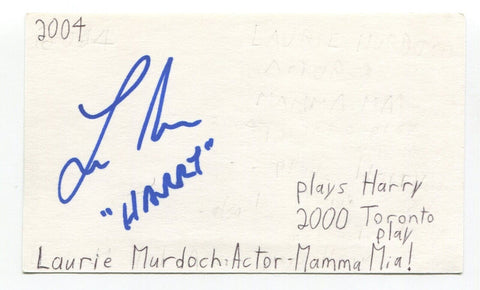 2004
"HARRY"
plays Harry
2000 Toronto
play
Laurie Murdoch: Actor - Mamma Mia!